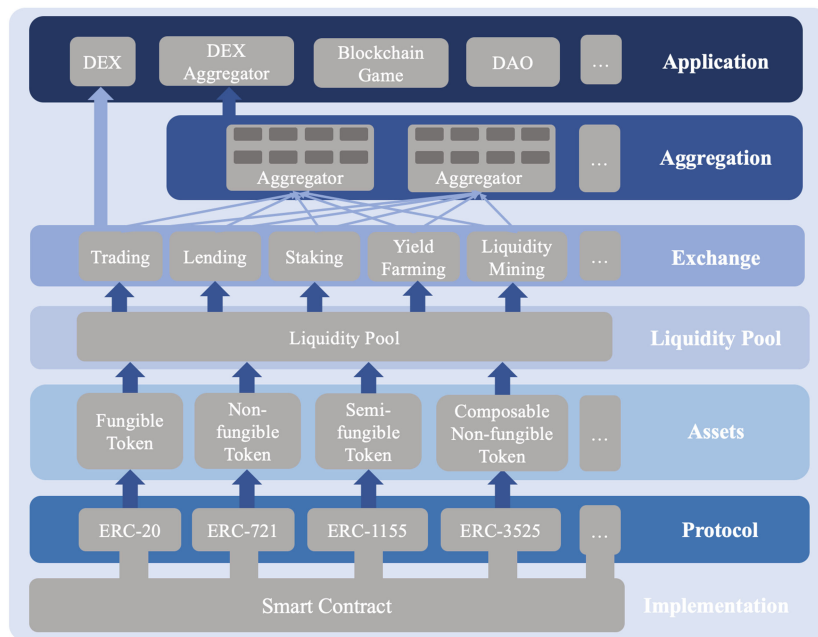 DEX
DEX
Aggregator
Blockchain
Game
DAO
...
Application
Aggregator
Aggregator
...
Aggregation
Trading
Lending
Staking
Yield
Farming
Liquidity
Mining
...
Exchange
Liquidity Pool
Liquidity Pool
Fungible
Token
Non-
fungible
Token
Semi-
fungible
Token
Composable
Non-fungible
Token
...
Assets
ERC-20
ERC-721
ERC-1155
ERC-3525
...
Protocol
Smart Contract
Implementation